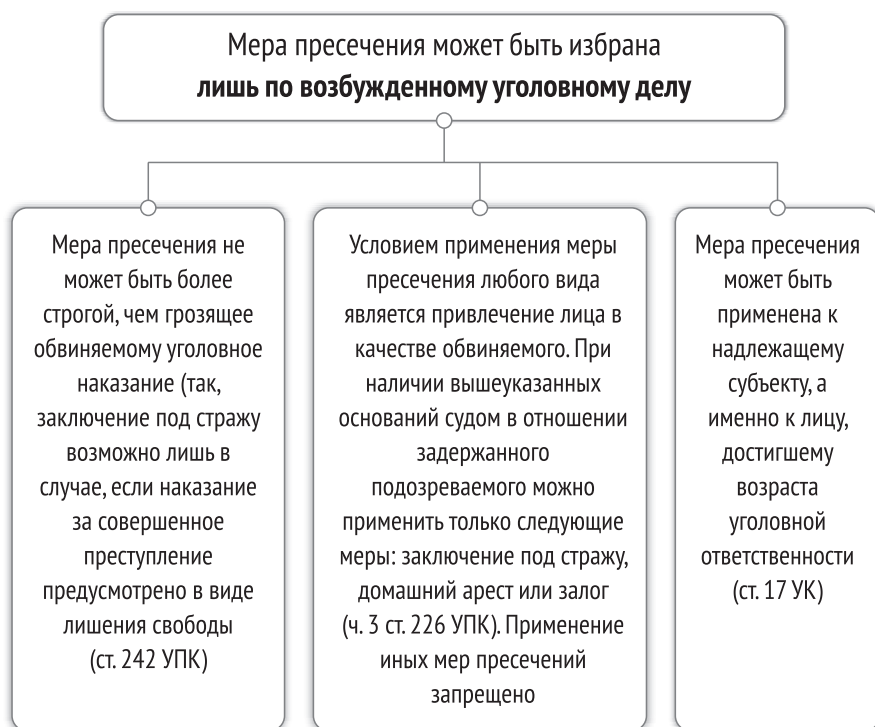 Мера пресечения может быть избрана
лишь по возбужденному уголовному делу
Мера пресечения не
может быть более
строгой, чем грозящее
обвиняемому уголовное
наказание (так,
заключение под стражу
возможно лишь в
случае, если наказание
за совершенное
преступление
предусмотрено в виде
лишения свободы
(ст. 242 УПК)
Условием применения меры
пресечения любого вида
является привлечение лица в
качестве обвиняемого. При
наличии вышеуказанных
оснований судом в отношении
задержанного
подозреваемого можно
применить только следующие
меры: заключение под стражу,
домашний арест или залог
(ч. 3 ст. 226 УПК). Применение
иных мер пресечений
запрещено
Мера пресечения
может быть
применена к
надлежащему
субъекту, а
именно к лицу,
достигшему
возраста
уголовной
ответственности
(ст. 17 УК)